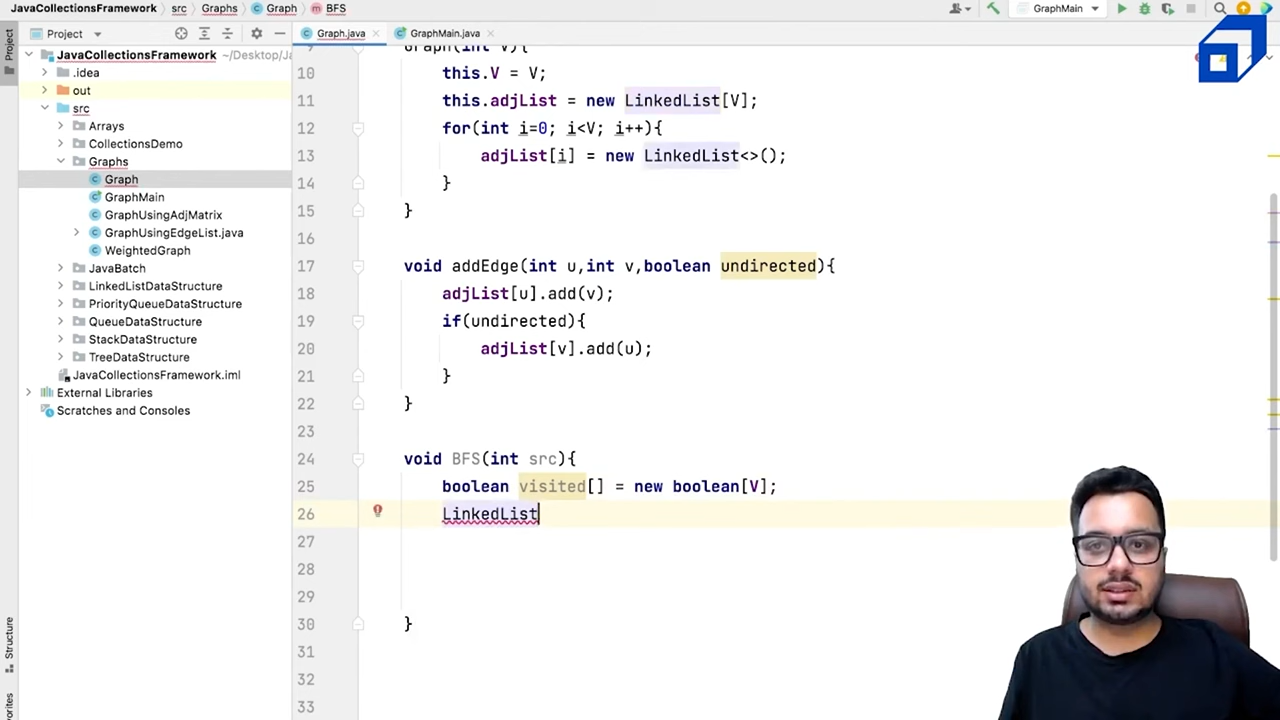 JavaCollectionsFramework src Graphs Graph BFS GraphMain
Project Graph.java GraphMain.java
JavaCollectionsFramework ~/Desktop/Ja
.idea
out
src
Arrays
CollectionsDemo
Graphs
Graph
GraphMain
GraphUsingAdjMatrix
GraphUsingEdgeList.java
WeightedGraph
JavaBatch
LinkedListDataStructure
PriorityQueueDataStructure
QueueDataStructure
StackDataStructure
TreeDataStructure
JavaCollectionsFramework.iml
External Libraries
Scratches and Consoles
Project
Structure
Graph(int v){
10 this.V = V;
11 this.adjList = new LinkedList[V];
12 for(int i=0; i<V; i++){
13 adjList[i] = new LinkedList<>();
14 }
15 }
16
17 void addEdge(int u,int v,boolean undirected){
18 adjList[u].add(v);
19 if(undirected){
20 adjList[v].add(u);
21 }
22 }
23
24 void BFS(int src){
25 boolean visited[] = new boolean[V];
26 LinkedList
27
28
29
30 }
31
32
33